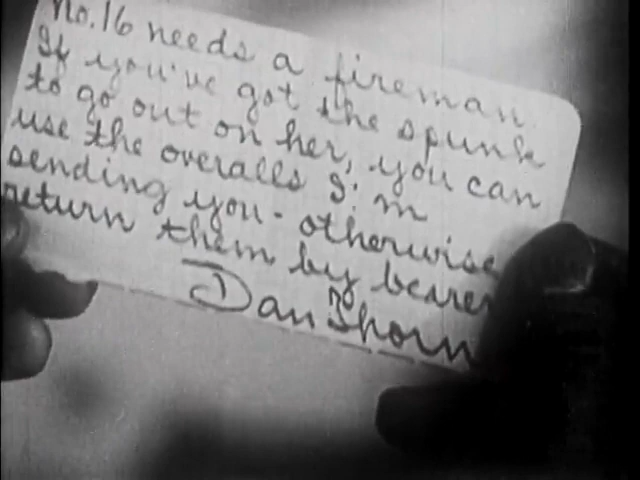 No.16 needs a fireman
If you've got the spunk
to go out on her, you can
use the overalls I'm
sending you - otherwise
return them by bearer
Dan Thorn